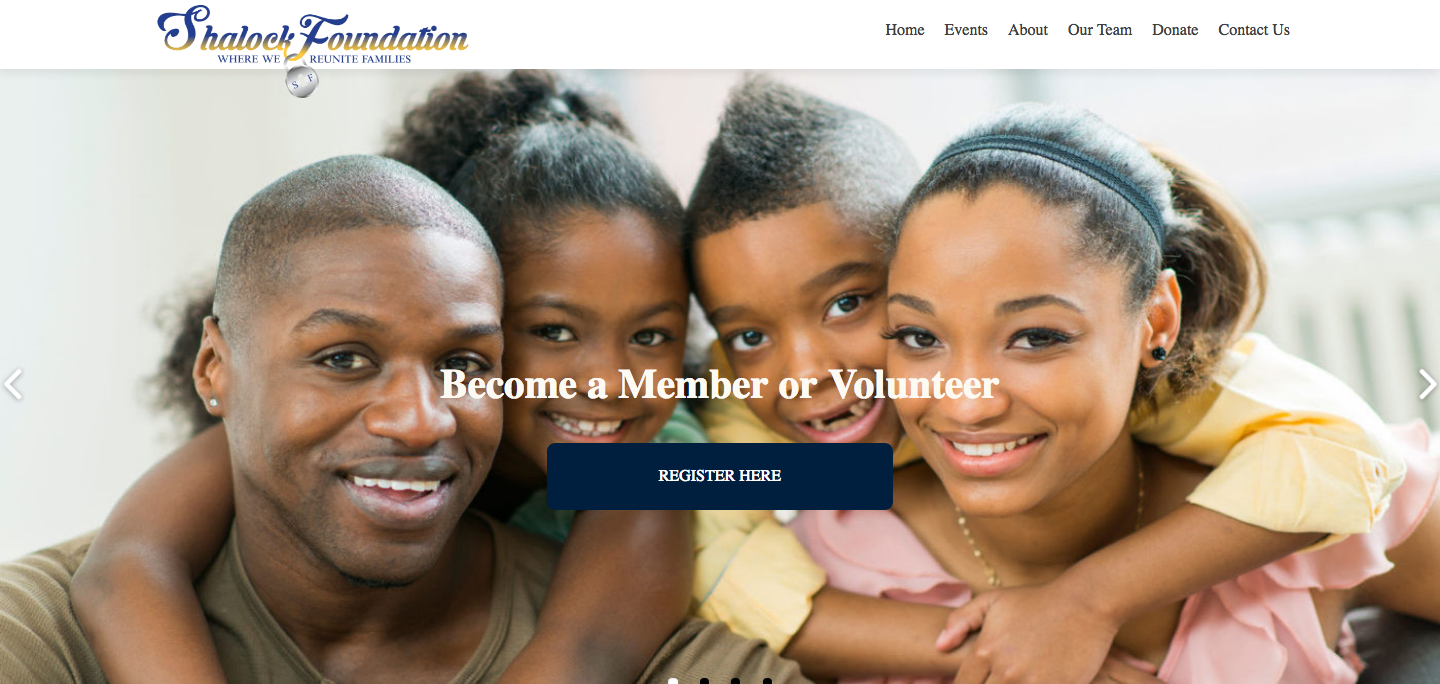 Shalock Foundation
WHERE WE REUNITE FAMILIES
S F
Home Events About Our Team Donate Contact Us
Become a Member or Volunteer
REGISTER HERE